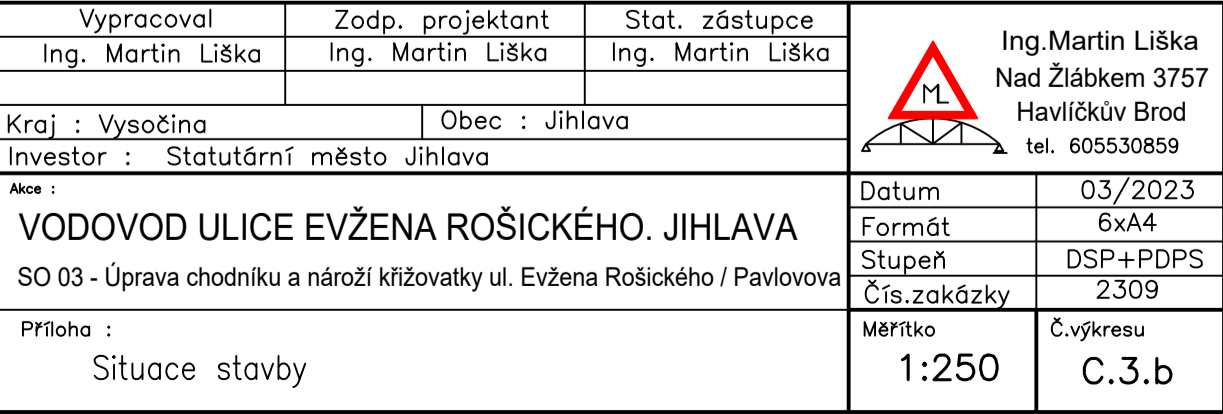 Vypracoval Zodp. projektant Stat. zástupce
Ing. Martin Liška Ing. Martin Liška Ing. Martin Liška
Kraj : Vysočina Obec : Jihlava
Investor : Statutární město Jihlava
ML
Ing.Martin Liška
Nad Žlábkem 3757
Havlíčkův Brod
tel. 605530859
Akce :
VODOVOD ULICE EVŽENA ROŠICKÉHO. JIHLAVA
SO 03 - Úprava chodníku a nároží křižovatky ul. Evžena Rošického / Pavlovova
Datum 03/2023
Formát 6xA4
Stupeň DSP+PDPS
Čís.zakázky 2309
Příloha :
Situace stavby
Měřítko Č.výkresu
1:250 C.3.b